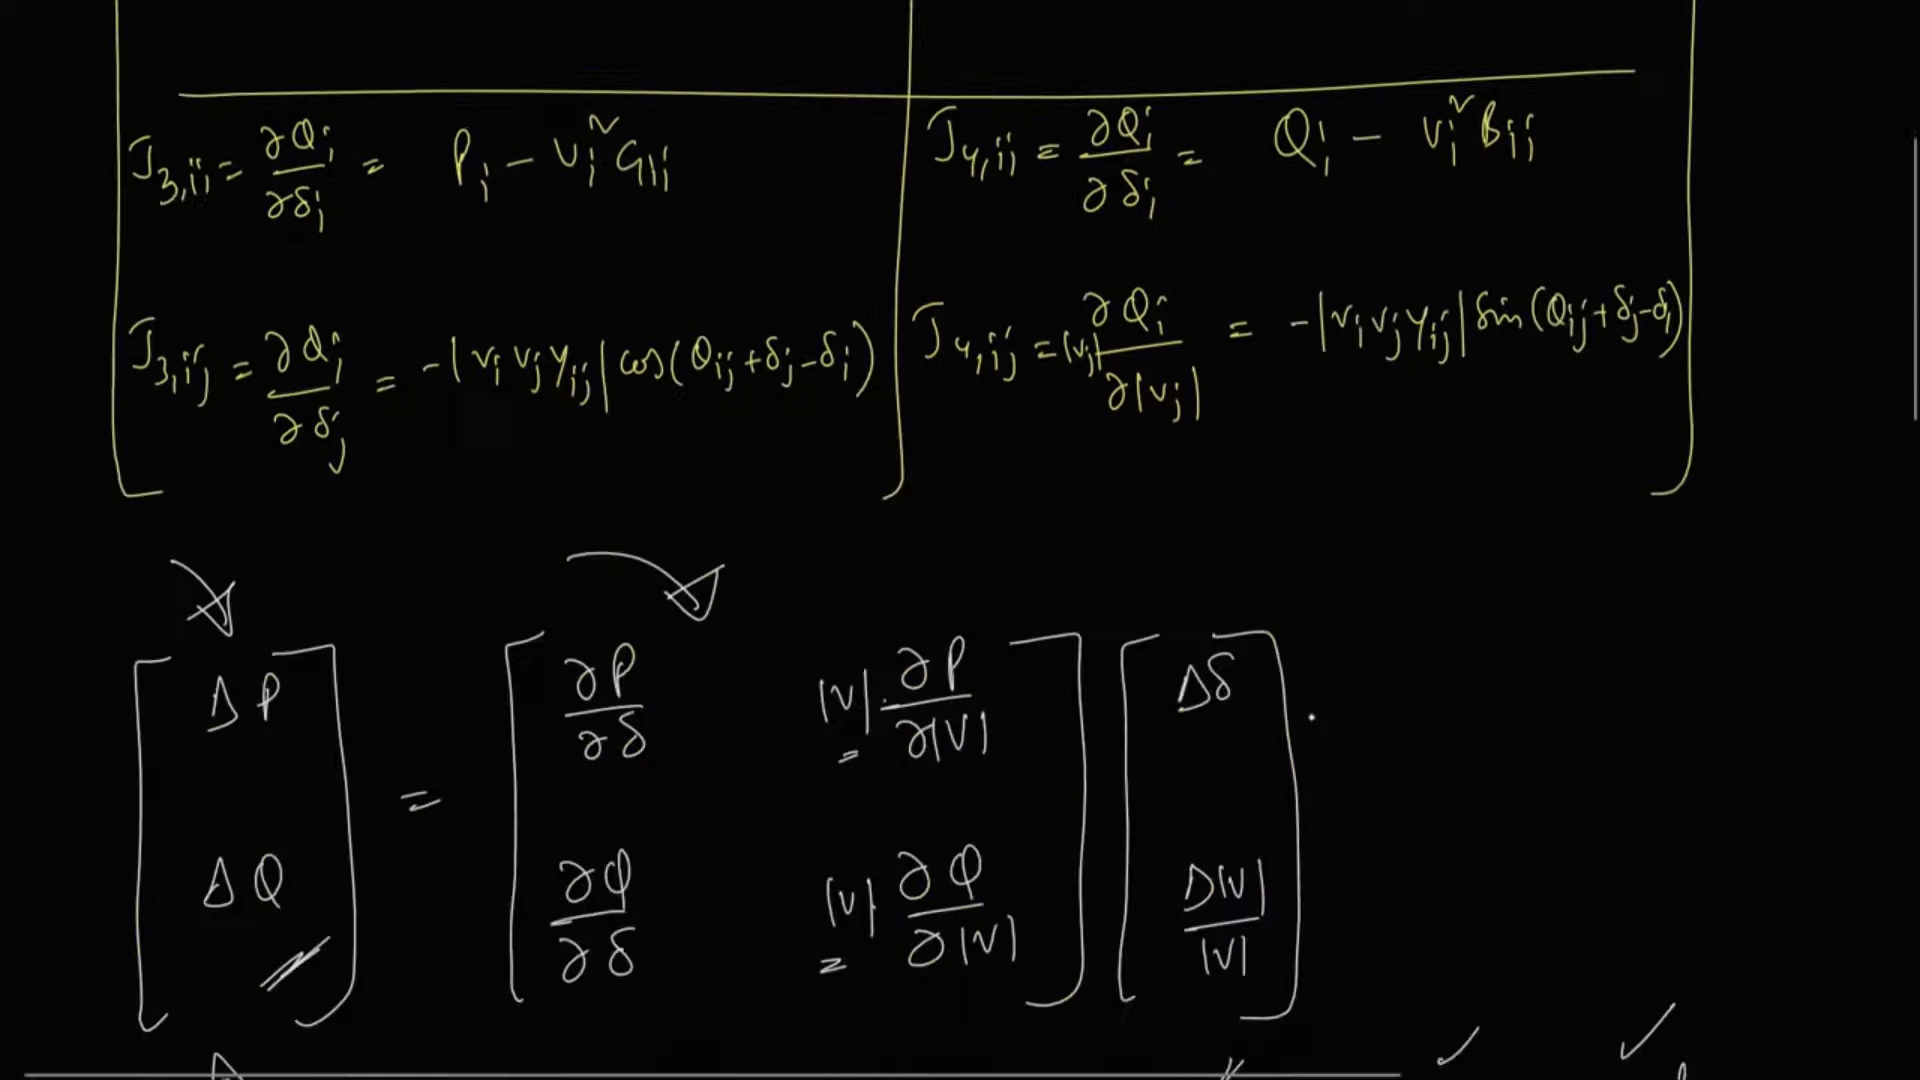 J₃,ᵢᵢ = ∂Qᵢ/∂δᵢ = Pᵢ − Vᵢ² Gᵢᵢ
J₄,ᵢᵢ = ∂Qᵢ/∂δᵢ = Qᵢ − Vᵢ² Bᵢᵢ
J₃,ᵢⱼ = ∂Qᵢ/∂δⱼ = −|Vᵢ Vⱼ Yᵢⱼ| cos(θᵢⱼ + δⱼ − δᵢ)
J₄,ᵢⱼ = |Vⱼ| ∂Qᵢ/∂|Vⱼ| = −|Vᵢ Vⱼ Yᵢⱼ| Sin(θᵢⱼ + δⱼ − δᵢ)
[ΔP] = [∂P/∂δ |V|·∂P/∂|V|] [Δδ]
[ΔQ] [∂Q/∂δ |V| ∂Q/∂|V|] [Δ|V|/|V|]